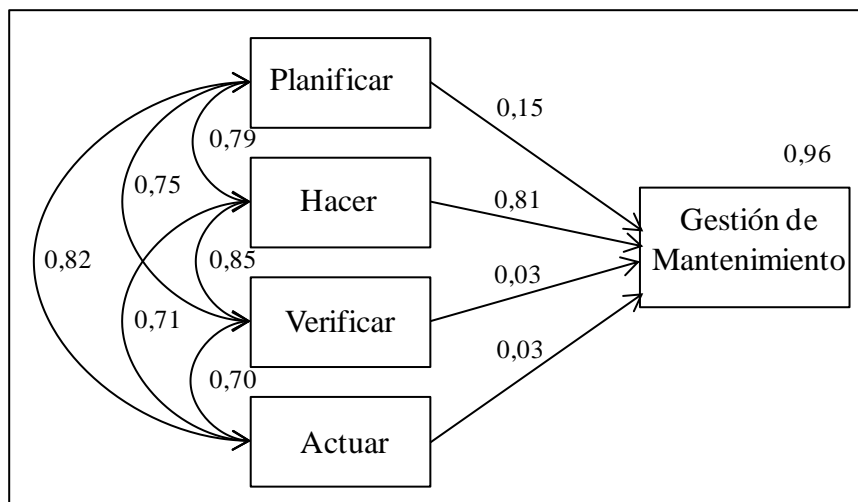 Planificar
0,15
0,79
0,96
0,75
Hacer
0,81
Gestión de
Mantenimiento
0,82
0,85
0,03
0,71
Verificar
0,03
0,70
Actuar